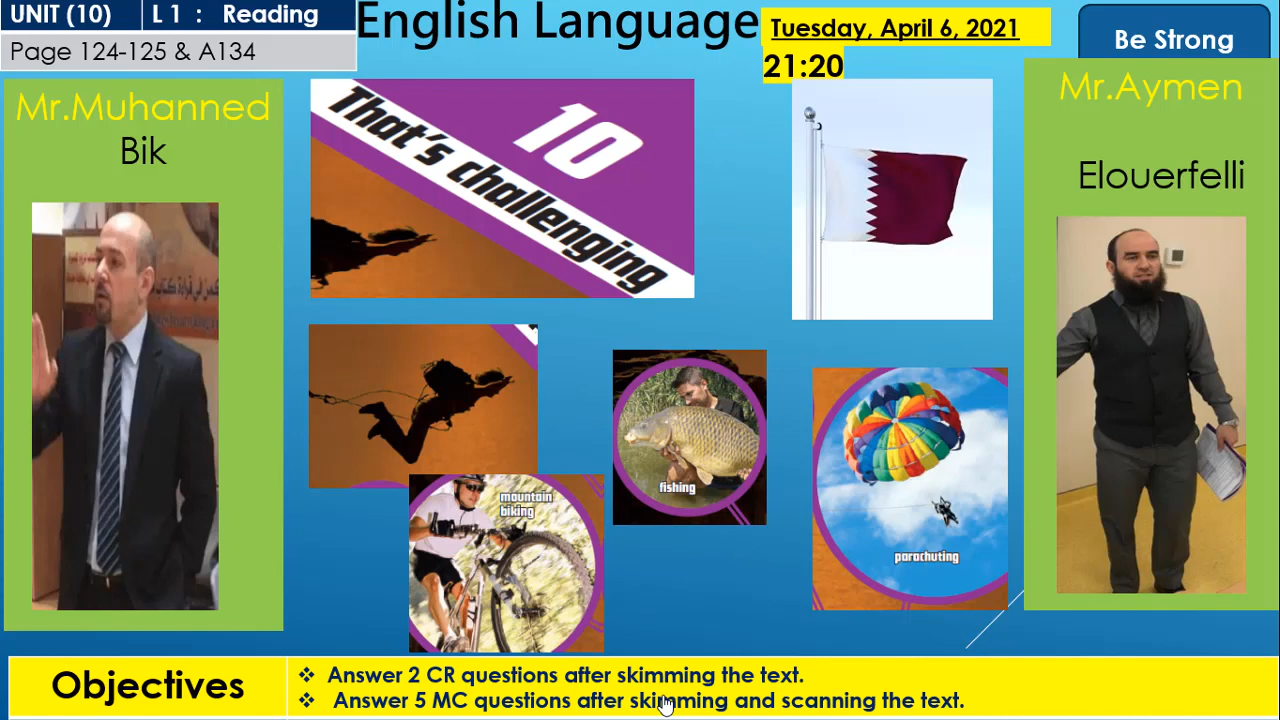 UNIT (10) L 1 : Reading
Page 124-125 & A134
English Language
Tuesday, April 6, 2021
21:20
Be Strong
Mr.Muhanned
Bik
10
That's challenging
Mr.Aymen
Elouerfelli
fishing
mountain
biking
parachuting
Objectives
❖ Answer 2 CR questions after skimming the text.
❖ Answer 5 MC questions after skimming and scanning the text.